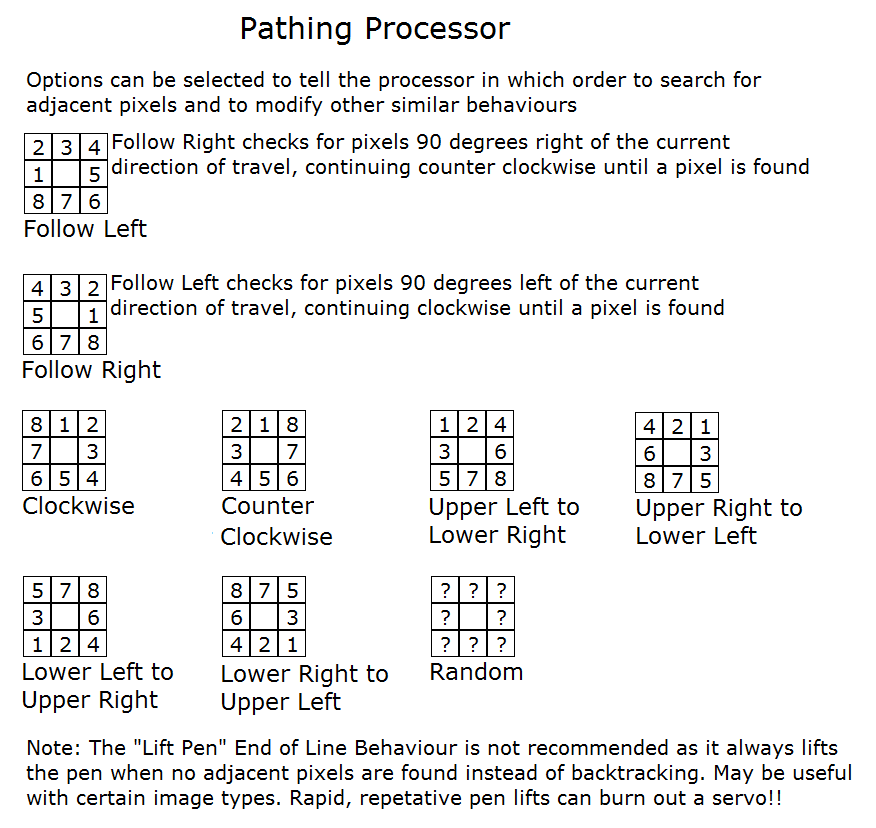 Pathing Processor
Options can be selected to tell the processor in which order to search for
adjacent pixels and to modify other similar behaviours
2 3 4
1 5
8 7 6
Follow Right checks for pixels 90 degrees right of the current
direction of travel, continuing counter clockwise until a pixel is found
Follow Left
4 3 2
5 1
6 7 8
Follow Left checks for pixels 90 degrees left of the current
direction of travel, continuing clockwise until a pixel is found
Follow Right
8 1 2
7 3
6 5 4
Clockwise
2 1 8
3 7
4 5 6
Counter
Clockwise
1 2 4
3 6
5 7 8
Upper Left to
Lower Right
4 2 1
6 3
8 7 5
Upper Right to
Lower Left
5 7 8
3 6
1 2 4
Lower Left to
Upper Right
8 7 5
6 3
4 2 1
Lower Right to
Upper Left
? ? ?
? ?
? ? ?
Random
Note: The "Lift Pen" End of Line Behaviour is not recommended as it always lifts
the pen when no adjacent pixels are found instead of backtracking. May be useful
with certain image types. Rapid, repetative pen lifts can burn out a servo!!